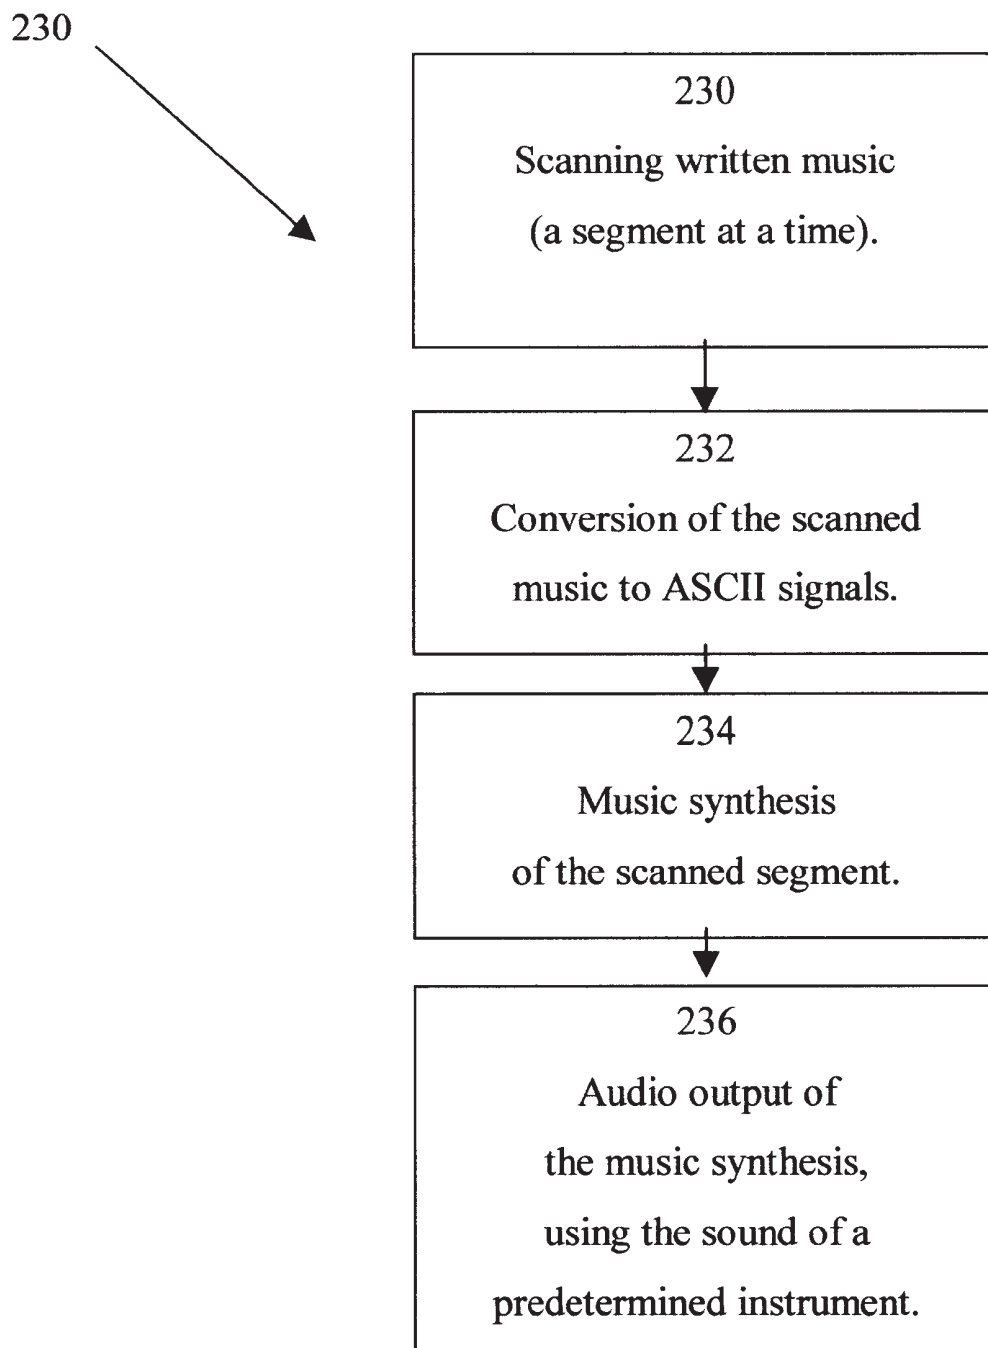 230
230
Scanning written music
(a segment at a time).
232
Conversion of the scanned
music to ASCII signals.
234
Music synthesis
of the scanned segment.
236
Audio output of
the music synthesis,
using the sound of a
predetermined instrument.